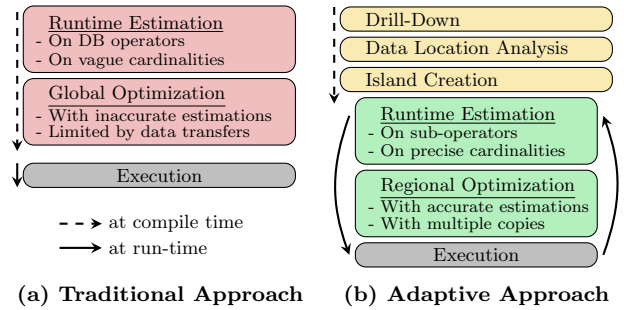 Runtime Estimation
- On DB operators
- On vague cardinalities
Global Optimization
- With inaccurate estimations
- Limited by data transfers
Execution
at compile time
at run-time
(a) Traditional Approach
Drill-Down
Data Location Analysis
Island Creation
Runtime Estimation
- On sub-operators
- On precise cardinalities
Regional Optimization
- With accurate estimations
- With multiple copies
Execution
(b) Adaptive Approach